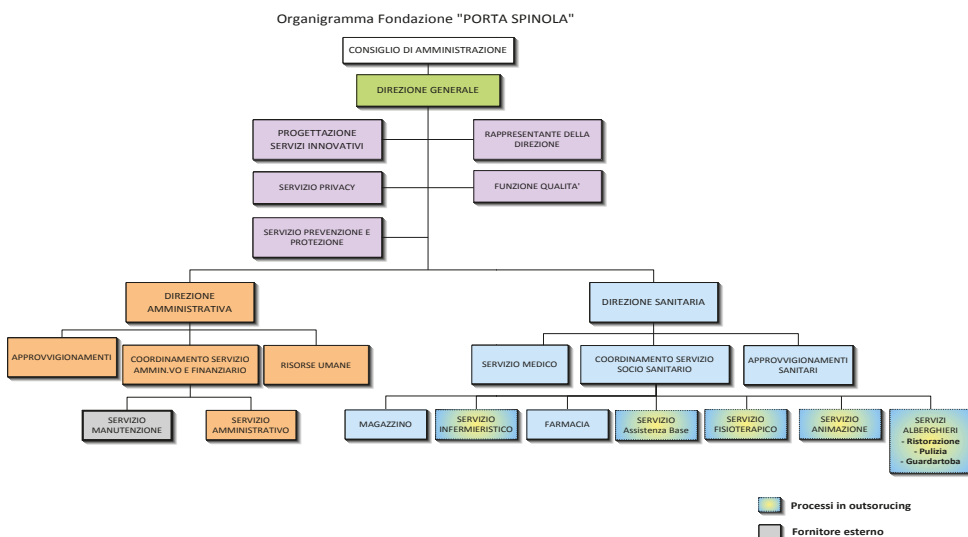 Organigramma Fondazione "PORTA SPINOLA"
CONSIGLIO DI AMMINISTRAZIONE
DIREZIONE GENERALE
PROGETTAZIONE
SERVIZI INNOVATIVI
RAPPRESENTANTE DELLA
DIREZIONE
SERVIZIO PRIVACY
FUNZIONE QUALITA'
SERVIZIO PREVENZIONE E
PROTEZIONE
DIREZIONE
AMMINISTRATIVA
DIREZIONE SANITARIA
APPROVVIGIONAMENTI
COORDINAMENTO SERVIZIO
AMMIN.VO E FINANZIARIO
RISORSE UMANE
SERVIZIO MEDICO
COORDINAMENTO SERVIZIO
SOCIO SANITARIO
APPROVVIGIONAMENTI
SANITARI
SERVIZIO
MANUTENZIONE
SERVIZIO
AMMINISTRATIVO
MAGAZZINO
SERVIZIO
INFERMIERISTICO
FARMACIA
SERVIZIO
Assistenza Base
SERVIZIO
FISIOTERAPICO
SERVIZIO
ANIMAZIONE
SERVIZI
ALBERGHIERI
- Ristorazione
- Pulizia
- Guardartoba
Processi in outsorucing
Fornitore esterno